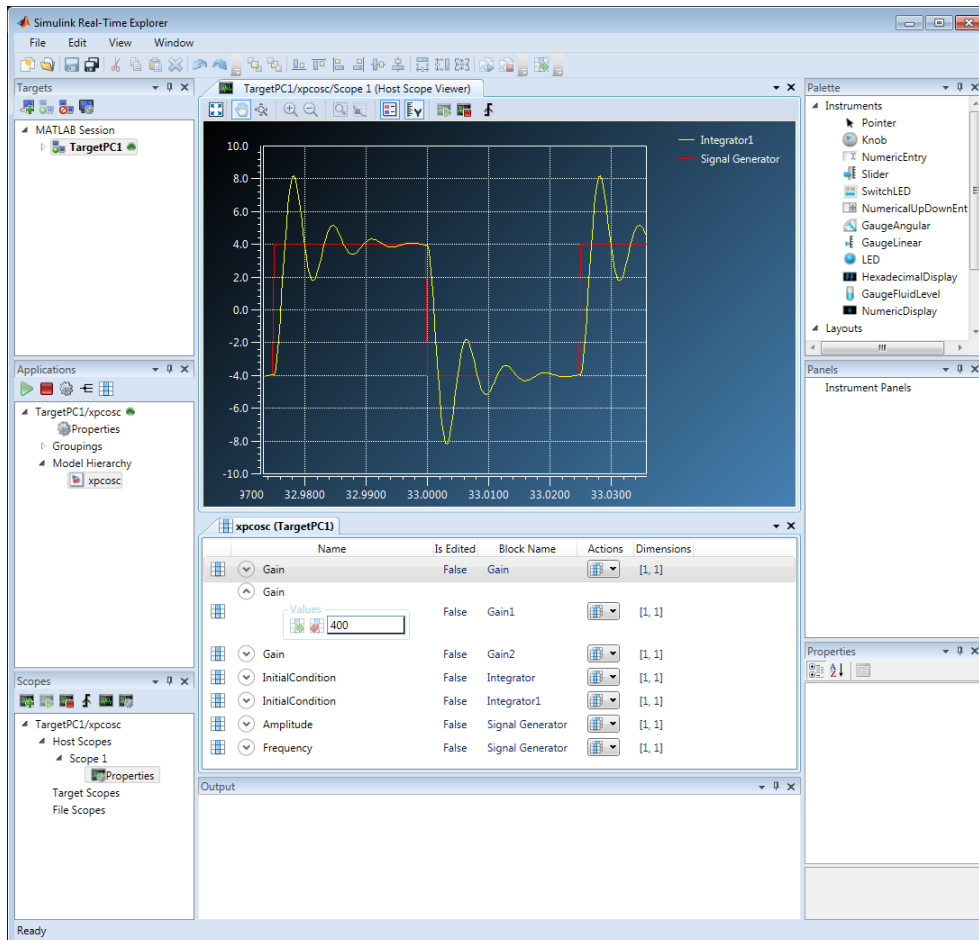 Simulink Real-Time Explorer
File Edit View Window
Targets
MATLAB Session
TargetPC1
Applications
TargetPC1/xpcosc
Properties
Groupings
Model Hierarchy
xpcosc
Scopes
TargetPC1/xpcosc
Host Scopes
Scope 1
Properties
Target Scopes
File Scopes
TargetPC1/xpcosc/Scope 1 (Host Scope Viewer)
Integrator1
Signal Generator
10.0
8.0
6.0
4.0
2.0
0.0
-2.0
-4.0
-6.0
-8.0
-10.0
9700 32.9800 32.9900 33.0000 33.0100 33.0200 33.0300
xpcosc (TargetPC1)
Name Is Edited Block Name Actions Dimensions
Gain False Gain [1, 1]
Gain
Values
400
False Gain1 [1, 1]
Gain False Gain2 [1, 1]
InitialCondition False Integrator [1, 1]
InitialCondition False Integrator1 [1, 1]
Amplitude False Signal Generator [1, 1]
Frequency False Signal Generator [1, 1]
Output
Palette
Instruments
Pointer
Knob
NumericEntry
Slider
SwitchLED
NumericalUpDownEnt
GaugeAngular
GaugeLinear
LED
HexadecimalDisplay
GaugeFluidLevel
NumericDisplay
Layouts
Panels
Instrument Panels
Properties
Ready